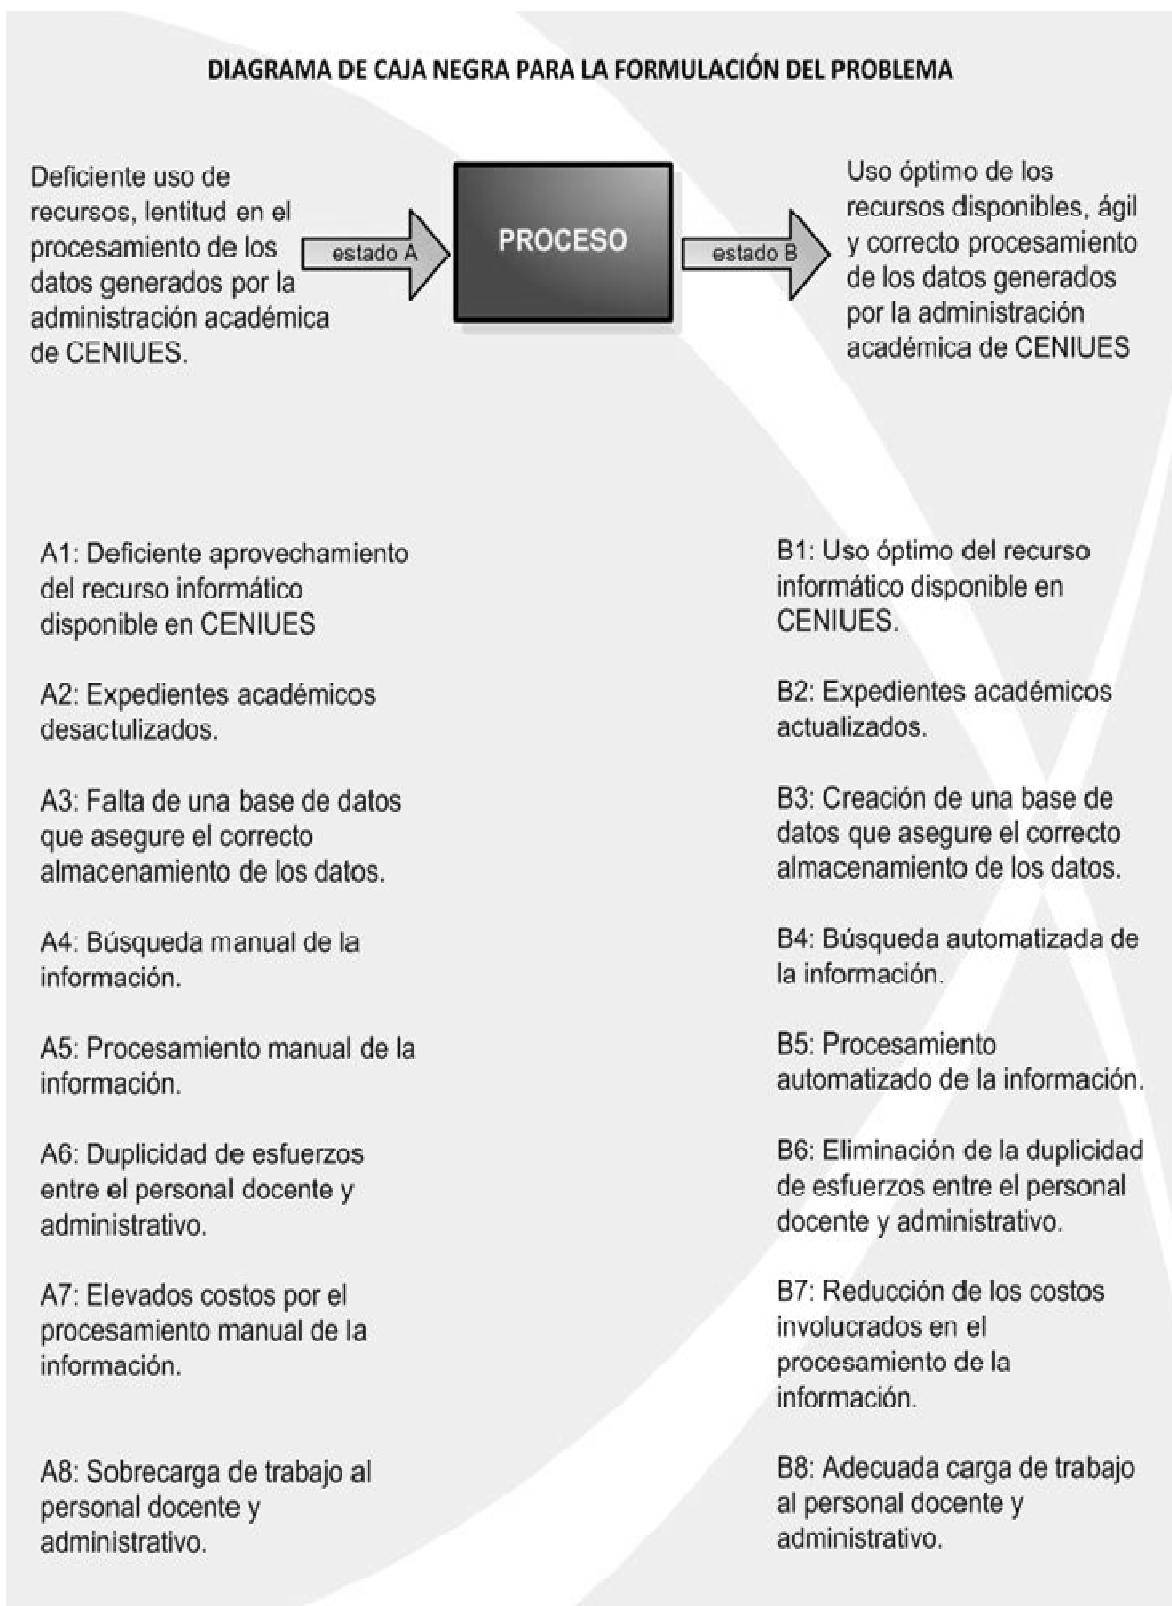 DIAGRAMA DE CAJA NEGRA PARA LA FORMULACIÓN DEL PROBLEMA
Deficiente uso de
recursos, lentitud en el
procesamiento de los
datos generados por la
administración académica
de CENIUES.
estado A
PROCESO
estado B
Uso óptimo de los
recursos disponibles, ágil
y correcto procesamiento
de los datos generados
por la administración
académica de CENIUES
A1: Deficiente aprovechamiento
del recurso informático
disponible en CENIUES
A2: Expedientes académicos
desactulizados.
A3: Falta de una base de datos
que asegure el correcto
almacenamiento de los datos.
A4: Búsqueda manual de la
información.
A5: Procesamiento manual de la
información.
A6: Duplicidad de esfuerzos
entre el personal docente y
administrativo.
A7: Elevados costos por el
procesamiento manual de la
información.
A8: Sobrecarga de trabajo al
personal docente y
administrativo.
B1: Uso óptimo del recurso
informático disponible en
CENIUES.
B2: Expedientes académicos
actualizados.
B3: Creación de una base de
datos que asegure el correcto
almacenamiento de los datos.
B4: Búsqueda automatizada de
la información.
B5: Procesamiento
automatizado de la información.
B6: Eliminación de la duplicidad
de esfuerzos entre el personal
docente y administrativo.
B7: Reducción de los costos
involucrados en el
procesamiento de la
información.
B8: Adecuada carga de trabajo
al personal docente y
administrativo.